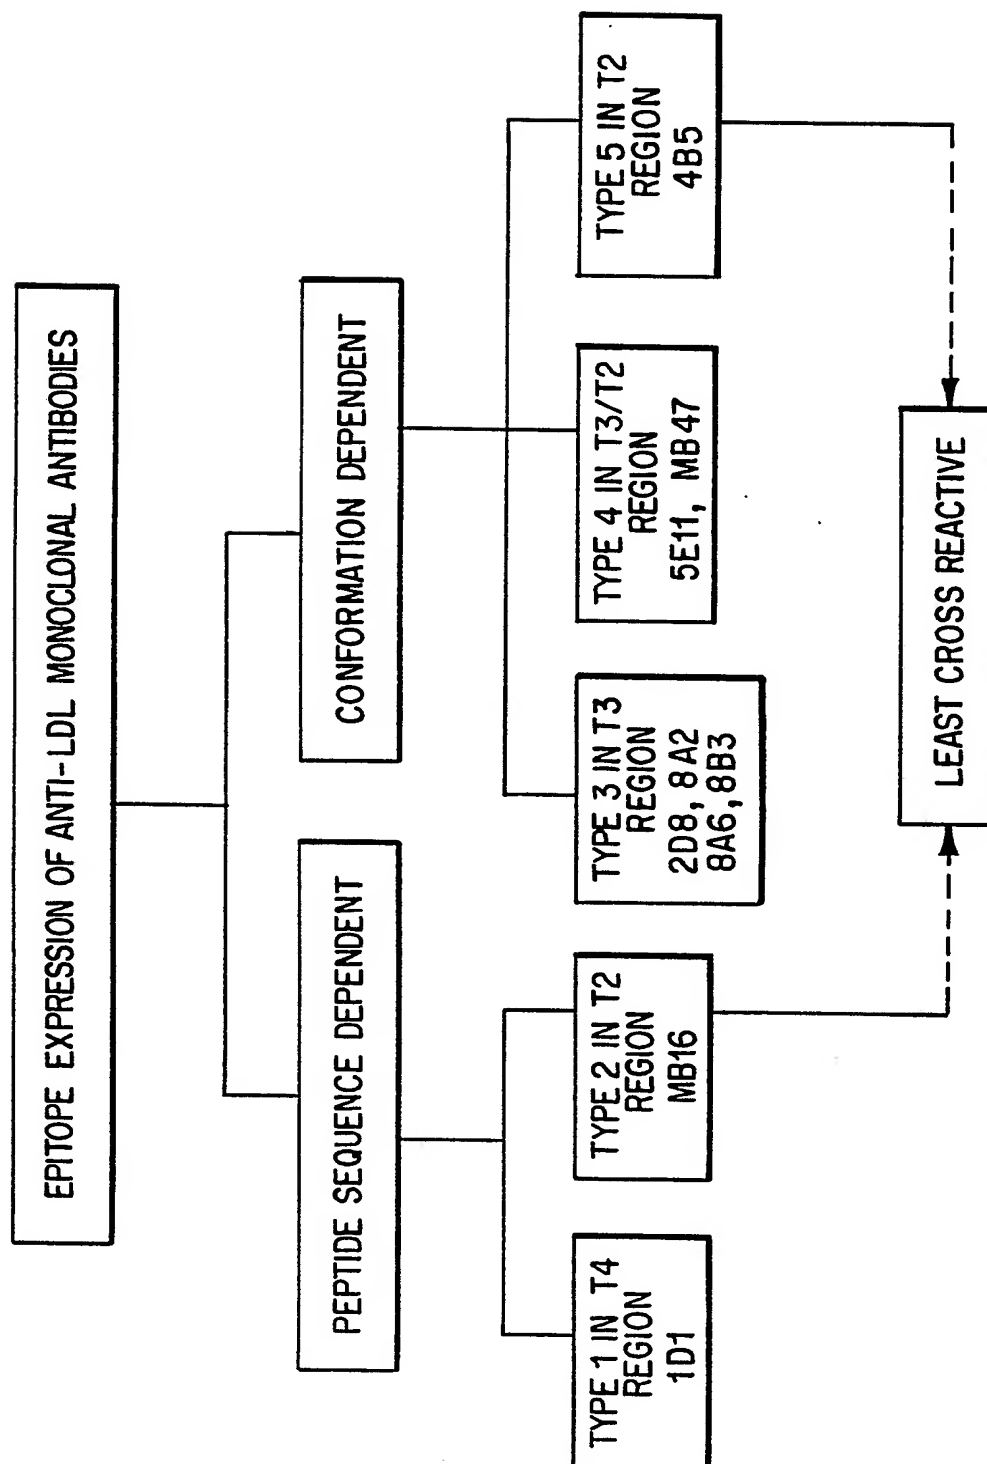 EPITOPE EXPRESSION OF ANTI-LDL MONOCLONAL ANTIBODIES
PEPTIDE SEQUENCE DEPENDENT
CONFORMATION DEPENDENT
TYPE 1 IN T4
REGION
1D1
TYPE 2 IN T2
REGION
MB16
TYPE 3 IN T3
REGION
2D8, 8A2
8A6, 8B3
TYPE 4 IN T3/T2
REGION
5E11, MB47
TYPE 5 IN T2
REGION
4B5
LEAST CROSS REACTIVE